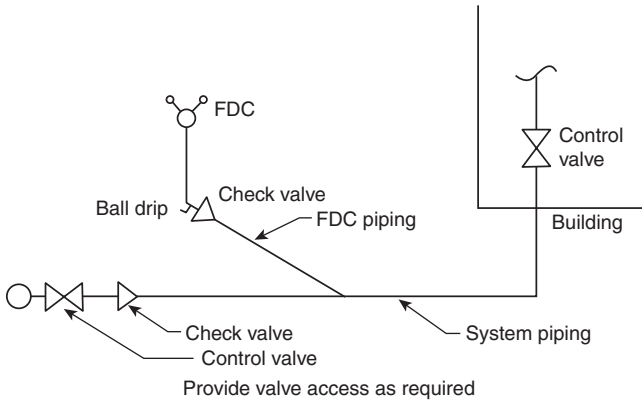 FDC
Control
valve
Check valve
Ball drip
FDC piping
Building
Check valve
System piping
Control valve
Provide valve access as required